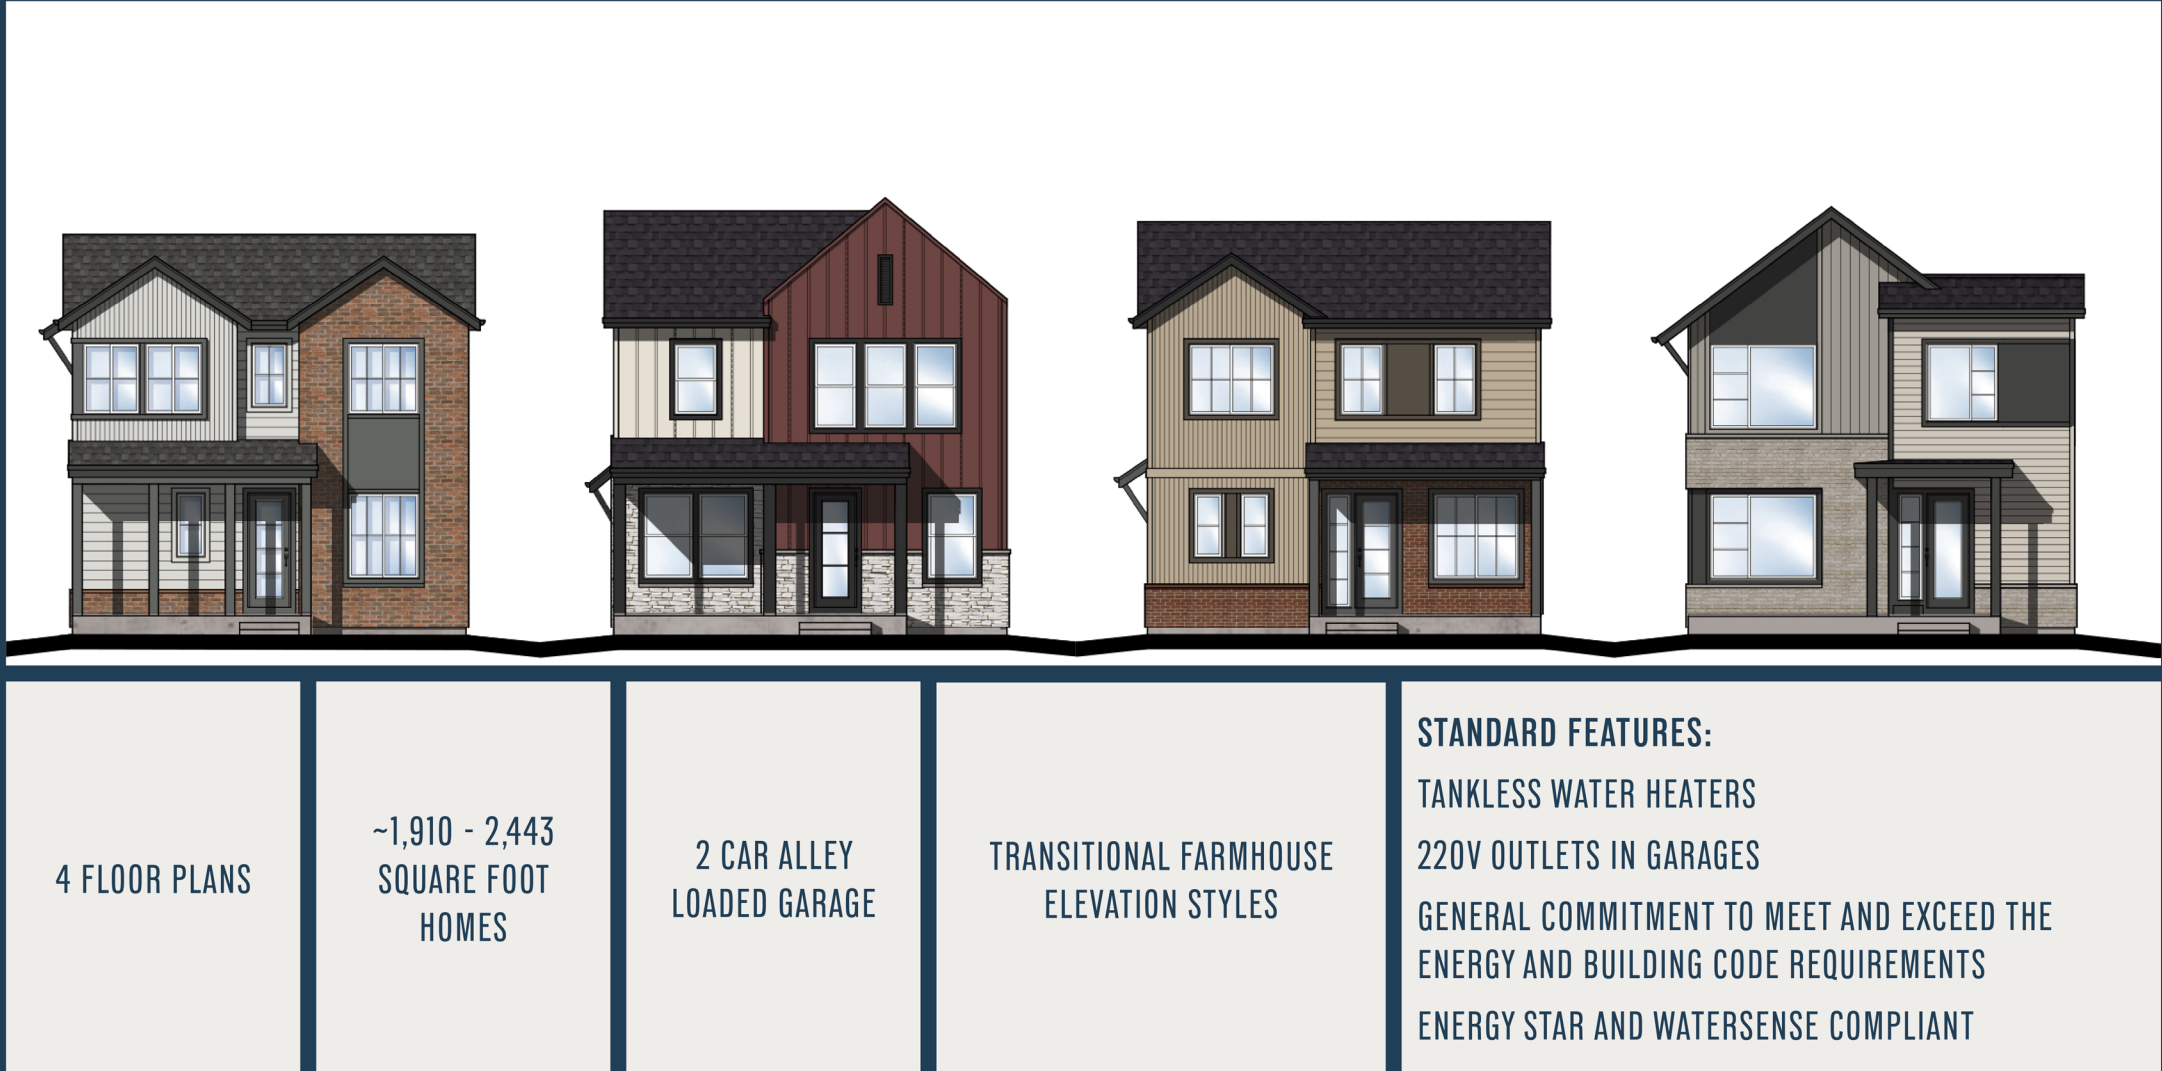 4 FLOOR PLANS
~1,910 - 2,443
SQUARE FOOT
HOMES
2 CAR ALLEY
LOADED GARAGE
TRANSITIONAL FARMHOUSE
ELEVATION STYLES
STANDARD FEATURES:
TANKLESS WATER HEATERS
220V OUTLETS IN GARAGES
GENERAL COMMITMENT TO MEET AND EXCEED THE
ENERGY AND BUILDING CODE REQUIREMENTS
ENERGY STAR AND WATERSENSE COMPLIANT